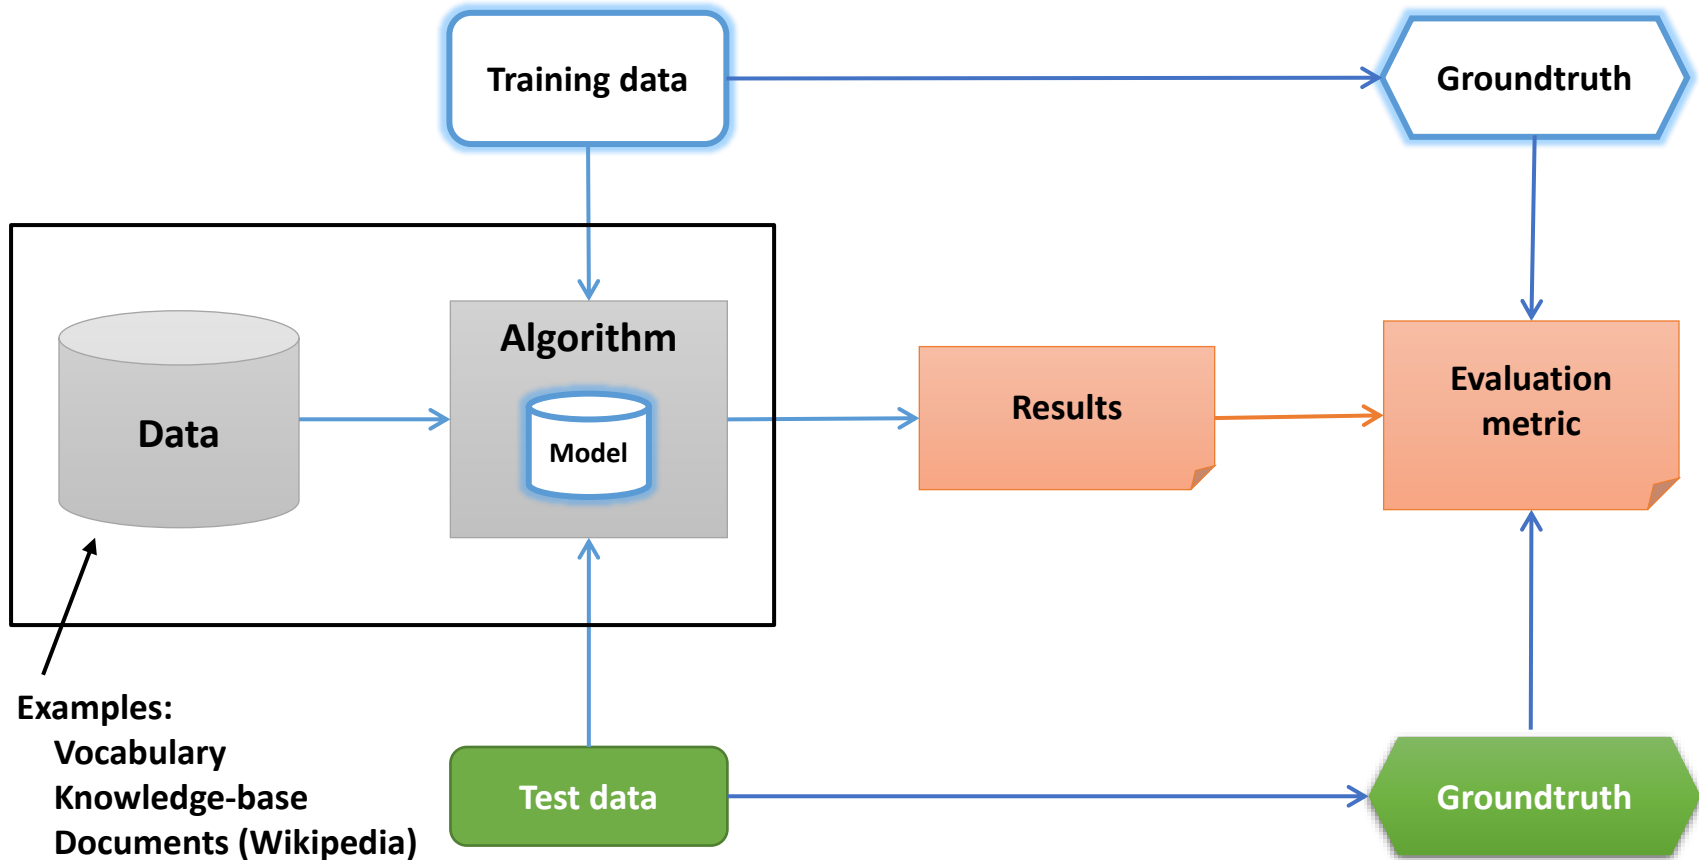 Training data
Groundtruth
Algorithm
Model
Data
Results
Evaluation
metric
Examples:
Vocabulary
Knowledge-base
Documents (Wikipedia)
Test data
Groundtruth